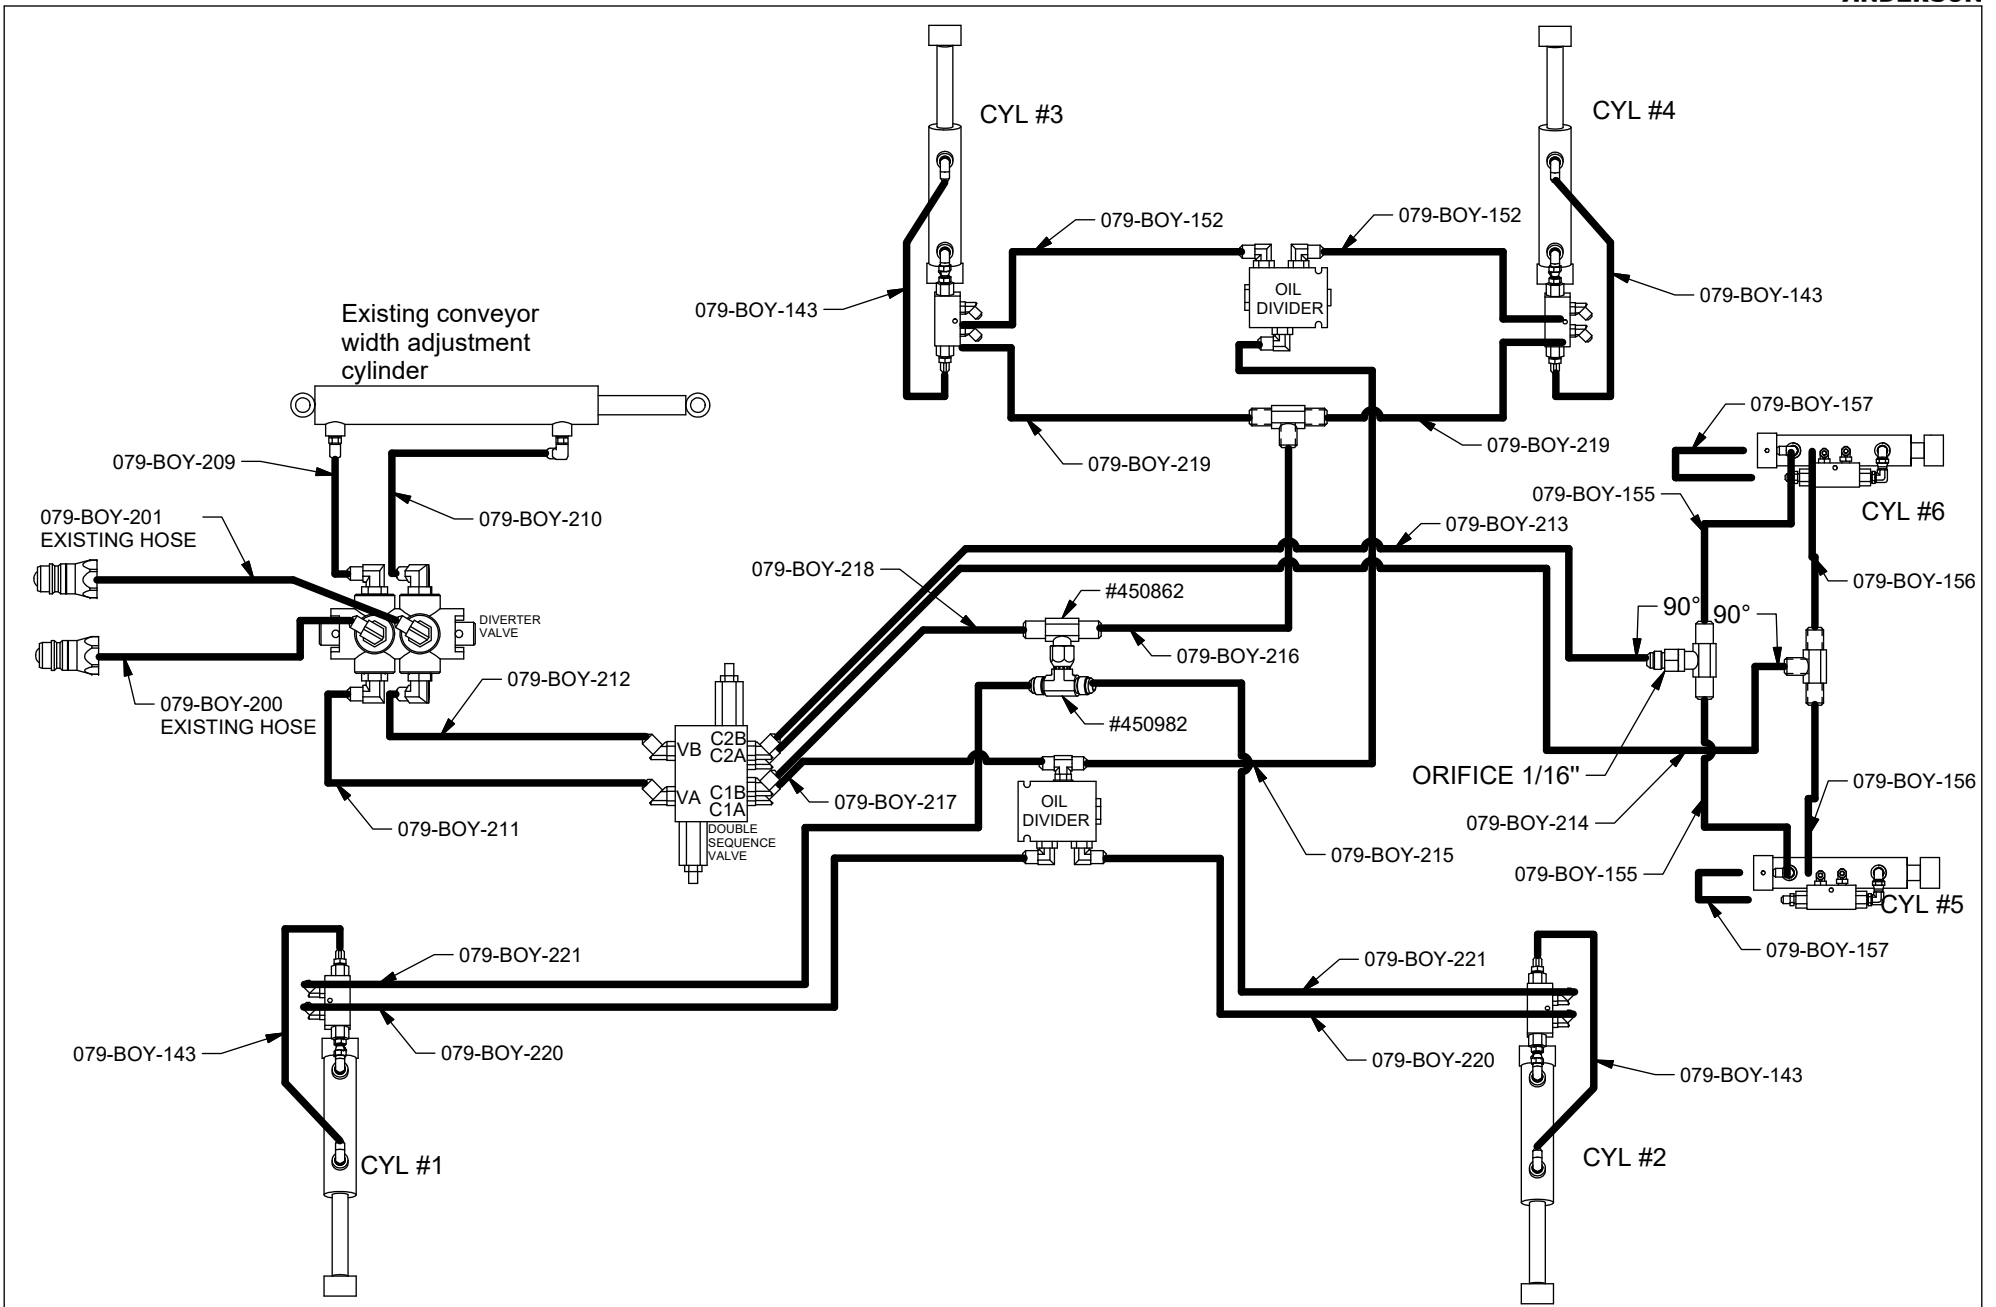 CYL #3
CYL #4
079-BOY-152
079-BOY-152
079-BOY-143
OIL
DIVIDER
079-BOY-143
Existing conveyor
width adjustment
cylinder
079-BOY-157
079-BOY-219
079-BOY-219
079-BOY-209
079-BOY-155
CYL #6
079-BOY-201
EXISTING HOSE
079-BOY-210
079-BOY-213
079-BOY-218
079-BOY-156
#450862
90°
90°
DIVERTER
VALVE
079-BOY-216
079-BOY-212
079-BOY-200
EXISTING HOSE
#450982
VB
C2B
C2A
ORIFICE 1/16"
079-BOY-156
VA
C1B
C1A
079-BOY-217
OIL
DIVIDER
079-BOY-214
079-BOY-211
DOUBLE
SEQUENCE
VALVE
079-BOY-215
079-BOY-155
CYL #5
079-BOY-157
079-BOY-221
079-BOY-221
079-BOY-143
079-BOY-220
079-BOY-220
079-BOY-143
CYL #1
CYL #2